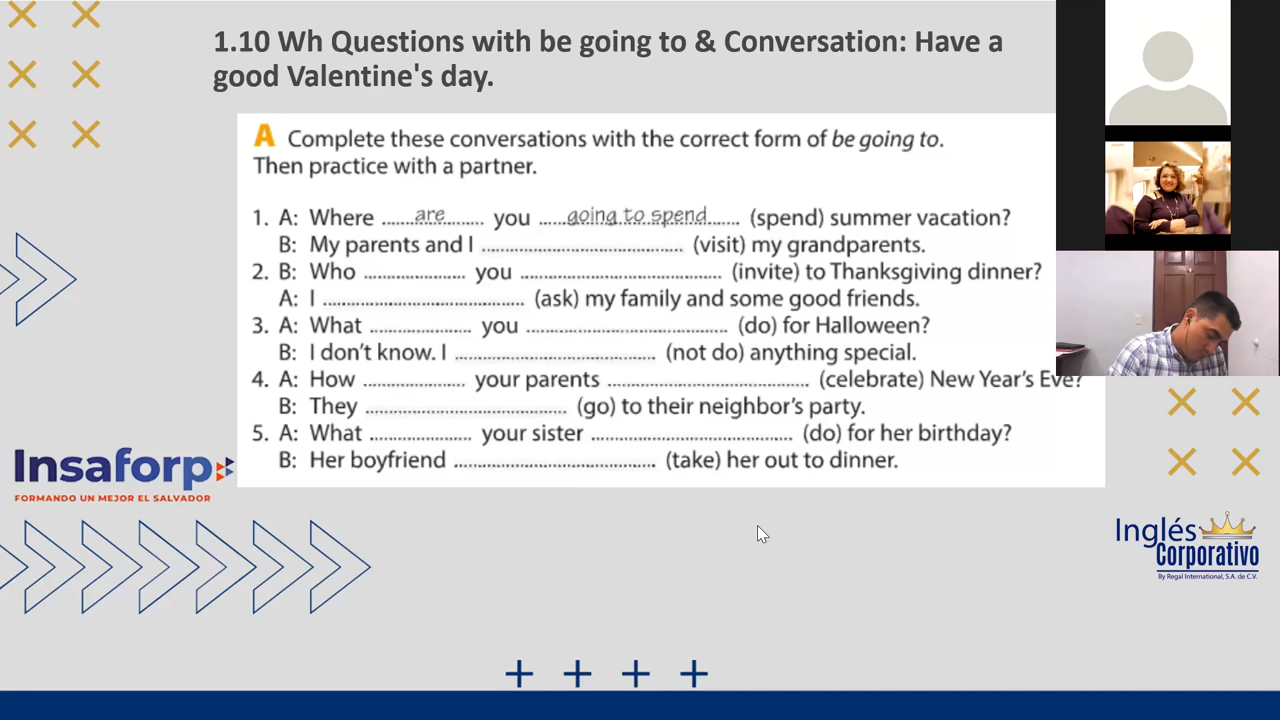 1.10 Wh Questions with be going to & Conversation: Have a
good Valentine's day.
A Complete these conversations with the correct form of be going to.
Then practice with a partner.
1. A: Where ......are...... you ......going to spend...... (spend) summer vacation?
B: My parents and I .................... (visit) my grandparents.
2. B: Who .................... you .................... (invite) to Thanksgiving dinner?
A: I .................... (ask) my family and some good friends.
3. A: What .................... you .................... (do) for Halloween?
B: I don't know. I .................... (not do) anything special.
4. A: How .................... your parents .................... (celebrate) New Year's Eve?
B: They .................... (go) to their neighbor's party.
5. A: What .................... your sister .................... (do) for her birthday?
B: Her boyfriend .................... (take) her out to dinner.
Insaforp
FORMANDO UN MEJOR EL SALVADOR
Inglés
Corporativo
By Regal International, S.A. de C.V.